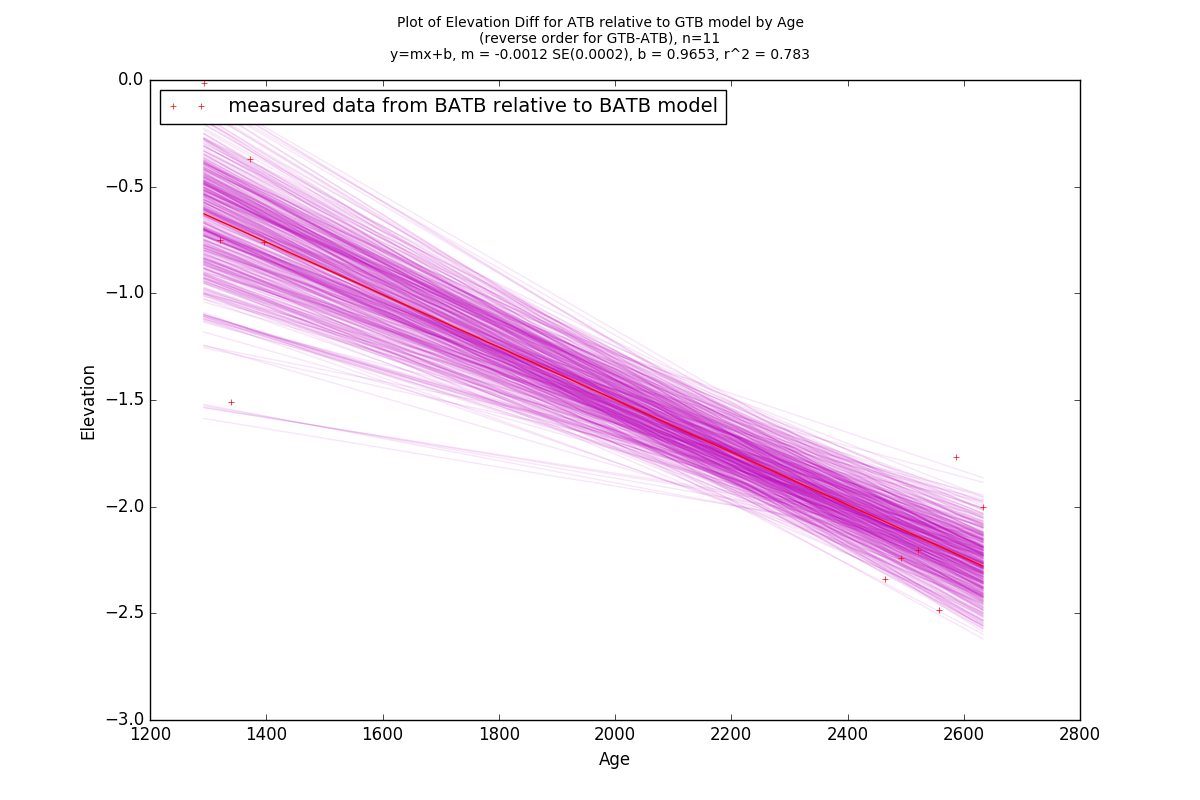 Plot of Elevation Diff for ATB relative to GTB model by Age
(reverse order for GTB-ATB), n=11
y=mx+b, m = -0.0012 SE(0.0002), b = 0.9653, r^2 = 0.783
measured data from BATB relative to BATB model
0.0
−0.5
−1.0
−1.5
−2.0
−2.5
−3.0
Elevation
1200 1400 1600 1800 2000 2200 2400 2600 2800
Age